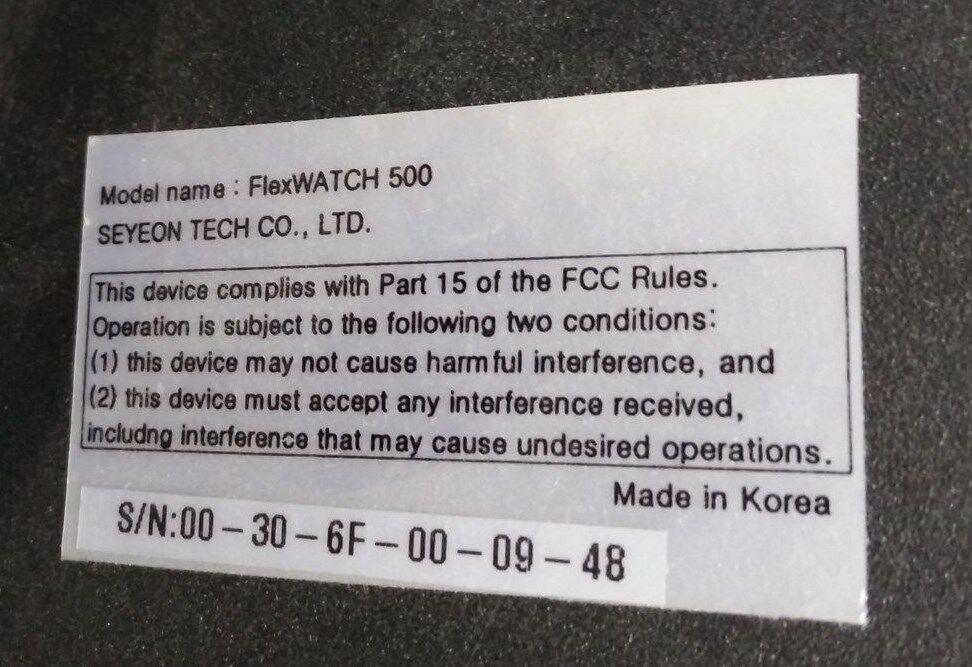 Model name : FlexWATCH 500
SEYEON TECH CO., LTD.
This device complies with Part 15 of the FCC Rules.
Operation is subject to the following two conditions:
(1) this device may not cause harmful interference, and
(2) this device must accept any interference received,
includng interference that may cause undesired operations.
Made in Korea
S/N:00-30-6F-00-09-48